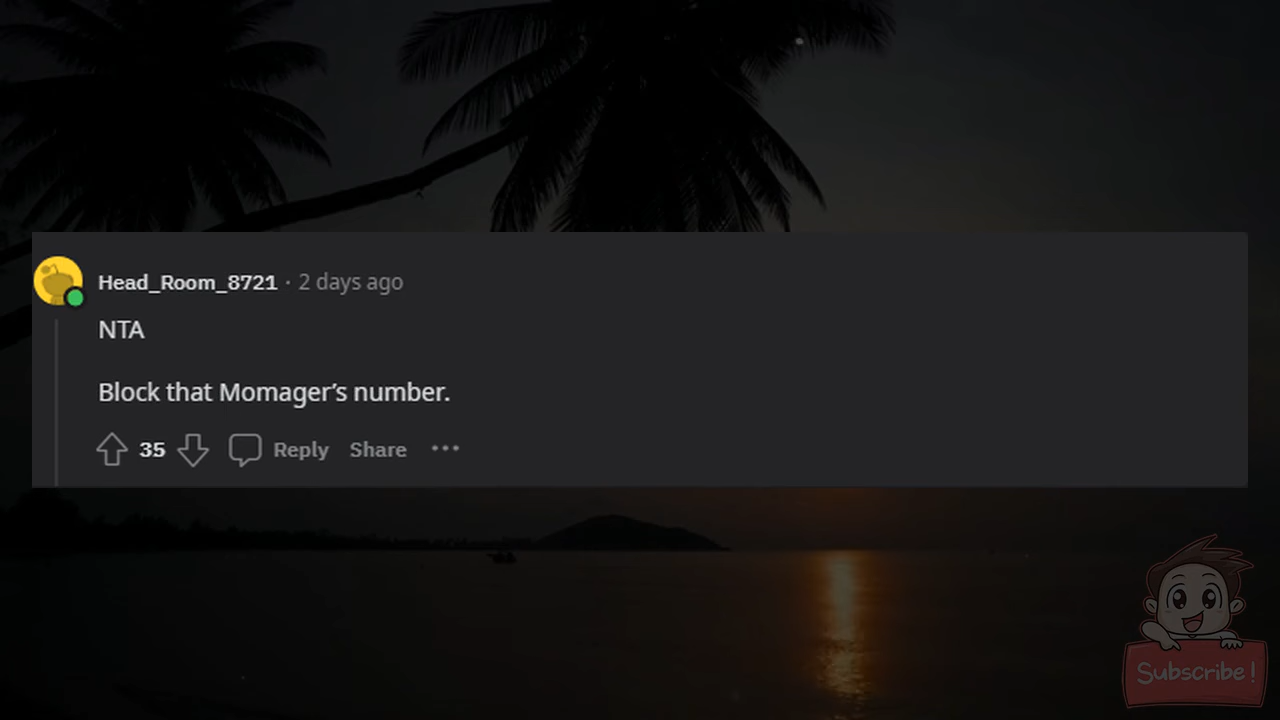 Head_Room_8721 · 2 days ago
NTA
Block that Momager’s number.
35 Reply Share ···
Subscribe!